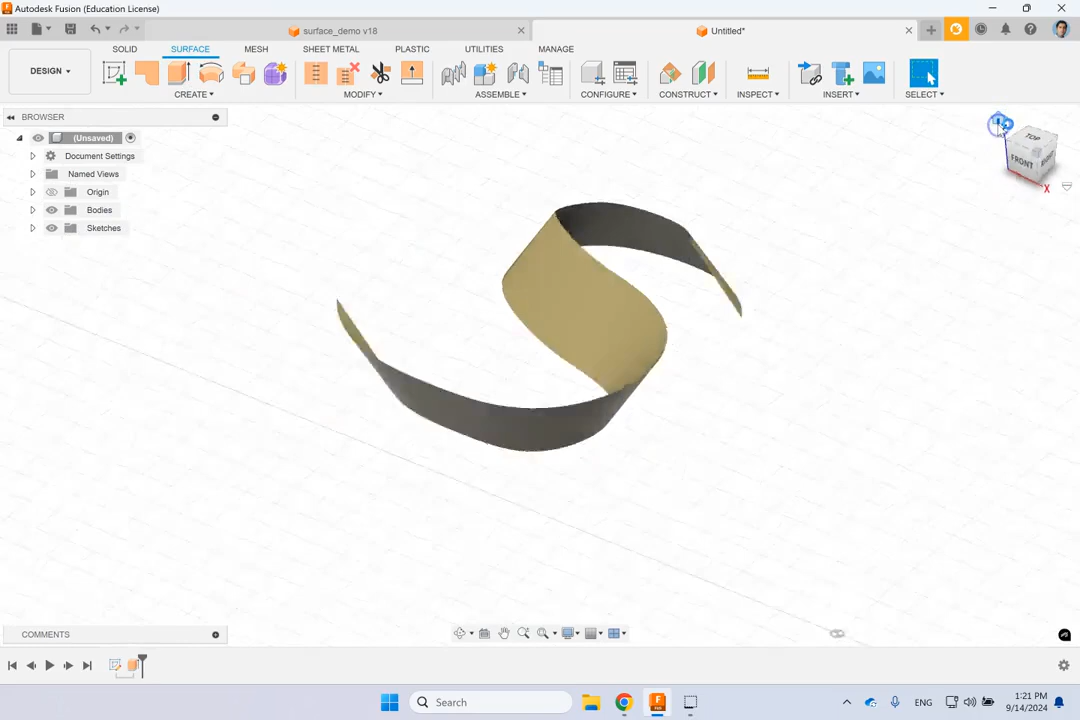 Autodesk Fusion (Education License)
surface_demo v18
Untitled*
DESIGN
SOLID
SURFACE
MESH
SHEET METAL
PLASTIC
UTILITIES
MANAGE
CREATE
MODIFY
ASSEMBLE
CONFIGURE
CONSTRUCT
INSPECT
INSERT
SELECT
BROWSER
(Unsaved)
Document Settings
Named Views
Origin
Bodies
Sketches
TOP
FRONT
RIGHT
X
COMMENTS
Search
ENG
1:21 PM
9/14/2024